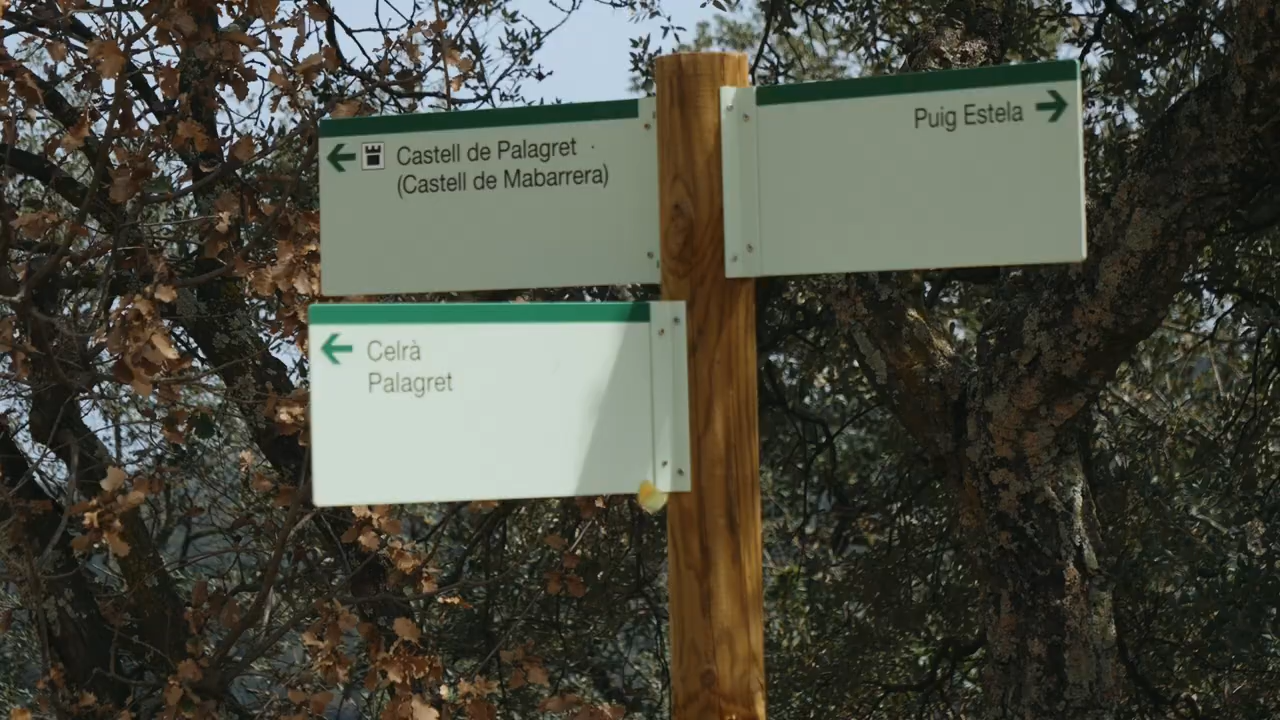 Castell de Palagret
(Castell de Mabarrera)
Puig Estela
Celrà
Palagret